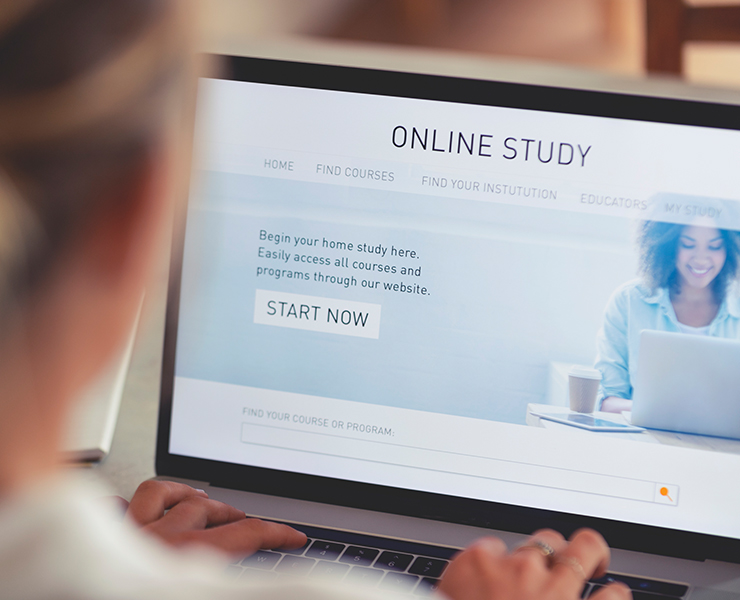 ONLINE STUDY
HOME FIND COURSES FIND YOUR INSTUTUTION EDUCATORS MY STUDY
Begin your home study here.
Easily access all courses and
programs through our website.
START NOW
FIND YOUR COURSE OR PROGRAM: